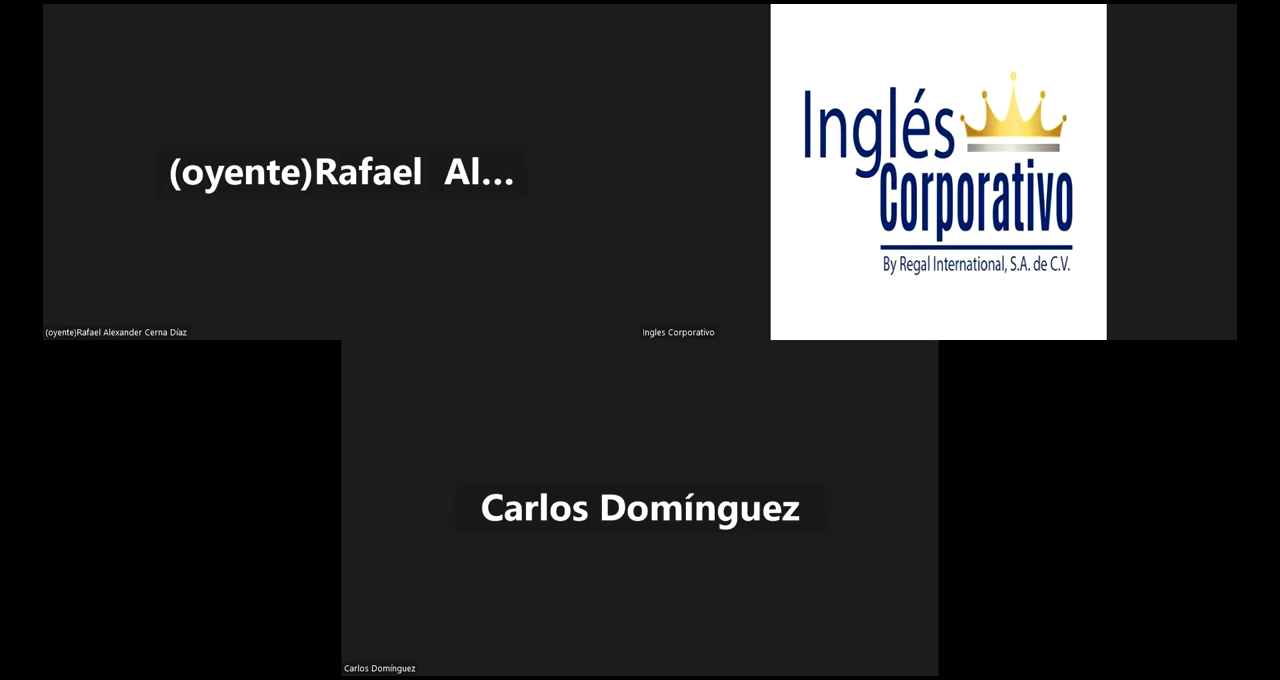 (oyente)Rafael Al...
(oyente)Rafael Alexander Cerna Díaz
Inglés
Corporativo
By Regal International, S.A. de C.V.
Ingles Corporativo
Carlos Domínguez
Carlos Domínguez